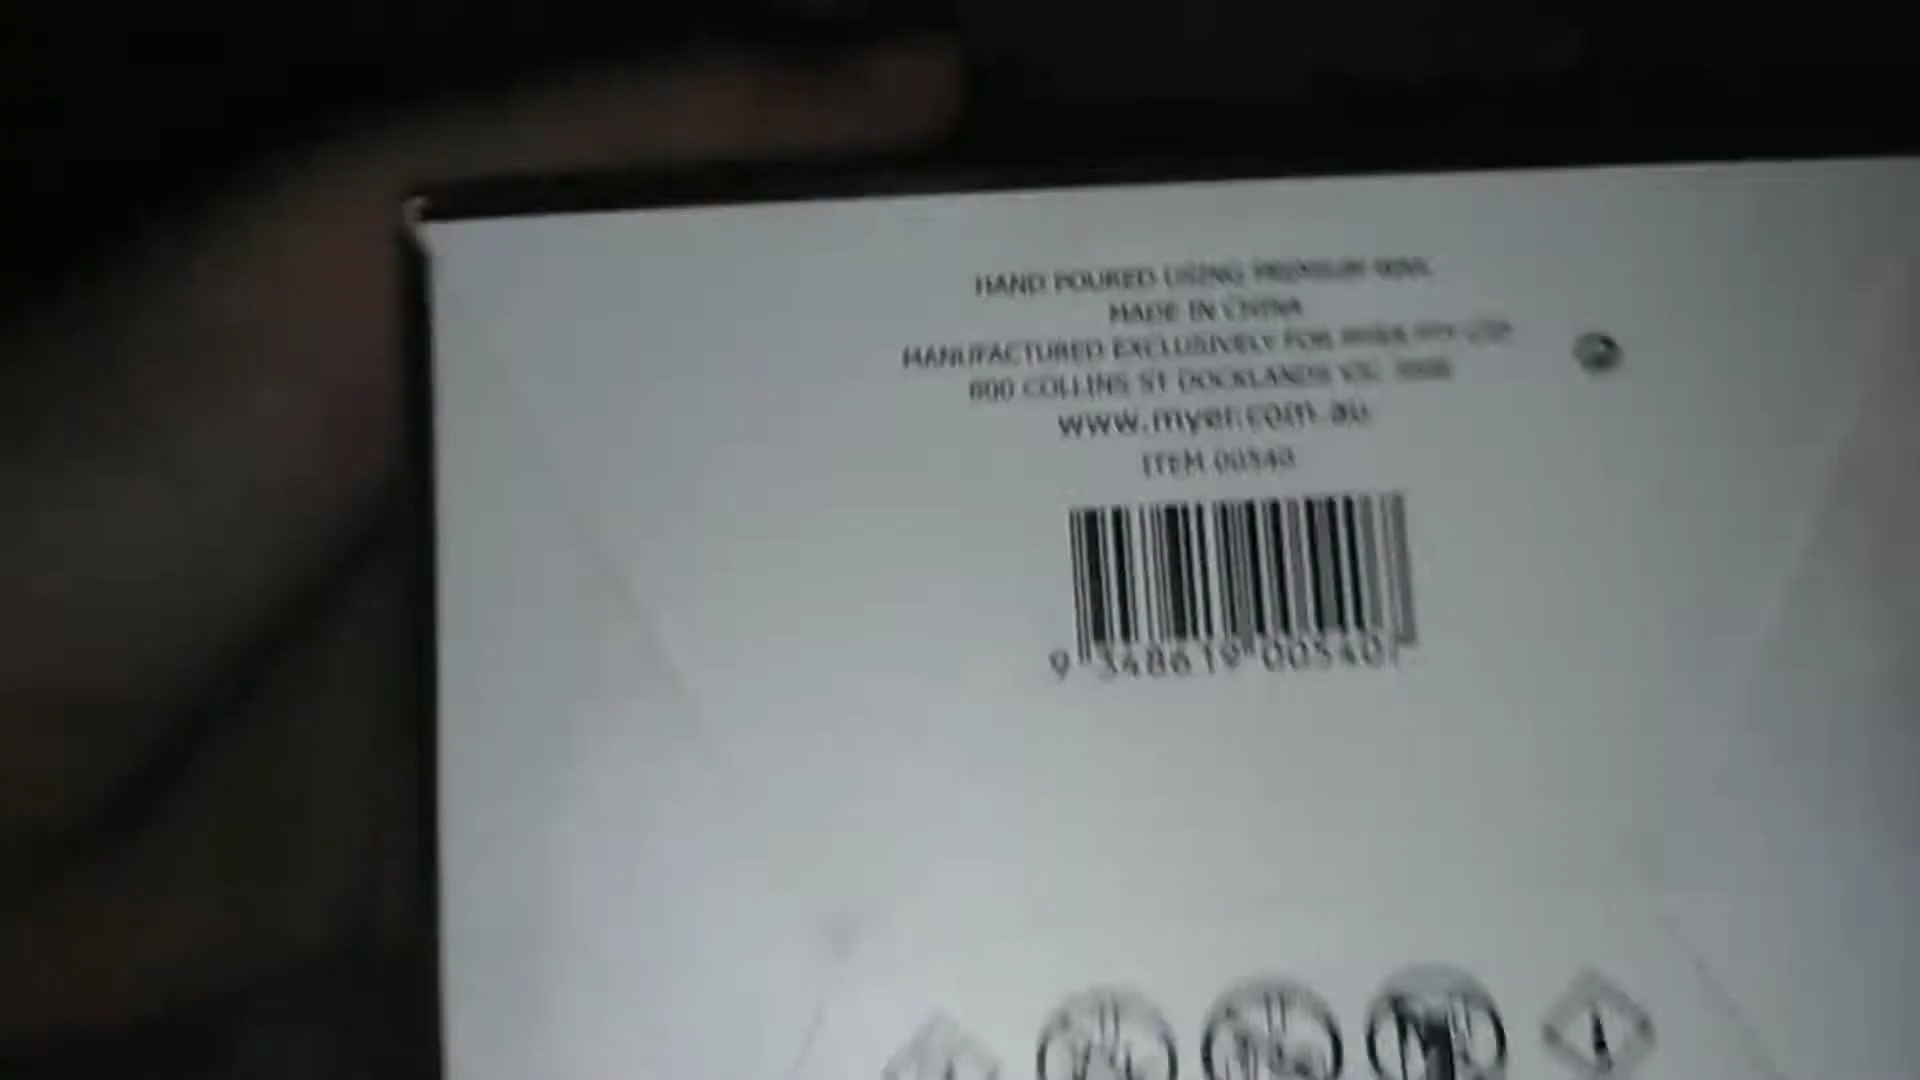 HAND POURED USING PREMIUM WAX
MADE IN CHINA
MANUFACTURED EXCLUSIVELY FOR MYER PTY LTD
800 COLLINS ST DOCKLANDS VIC 3008
www.myer.com.au
ITEM 00540
9 348619 00540